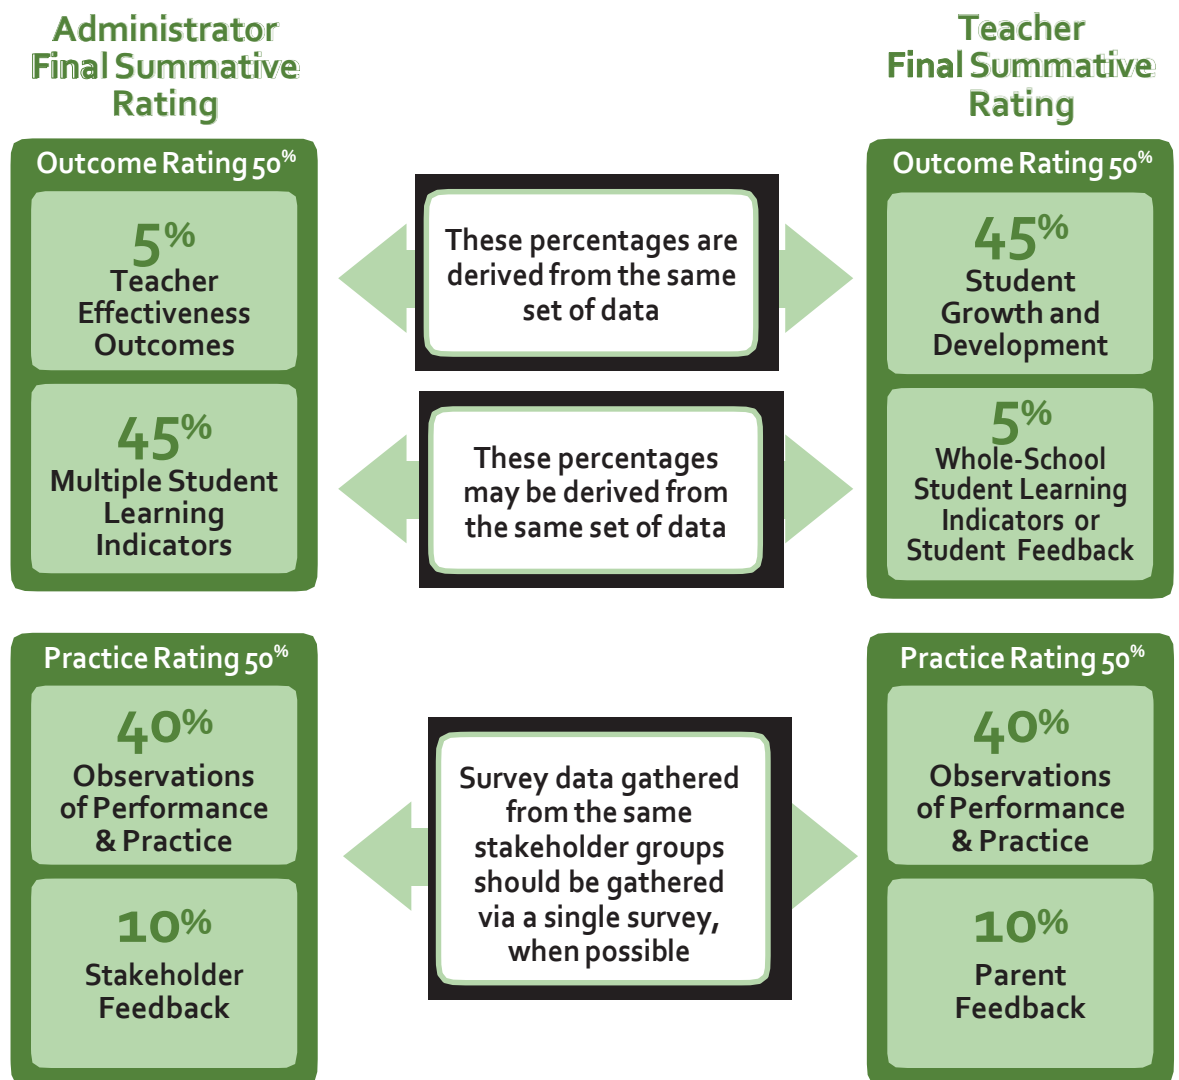 Administrator
Final Summative
Rating
Outcome Rating 50%
5%
Teacher
Effectiveness
Outcomes
45%
Multiple Student
Learning
Indicators
Practice Rating 50%
40%
Observations
of Performance
& Practice
10%
Stakeholder
Feedback
These percentages are
derived from the same
set of data
These percentages
may be derived from
the same set of data
Survey data gathered
from the same
stakeholder groups
should be gathered
via a single survey,
when possible
Teacher
Final Summative
Rating
Outcome Rating 50%
45%
Student
Growth and
Development
5%
Whole-School
Student Learning
Indicators or
Student Feedback
Practice Rating 50%
40%
Observations
of Performance
& Practice
10%
Parent
Feedback